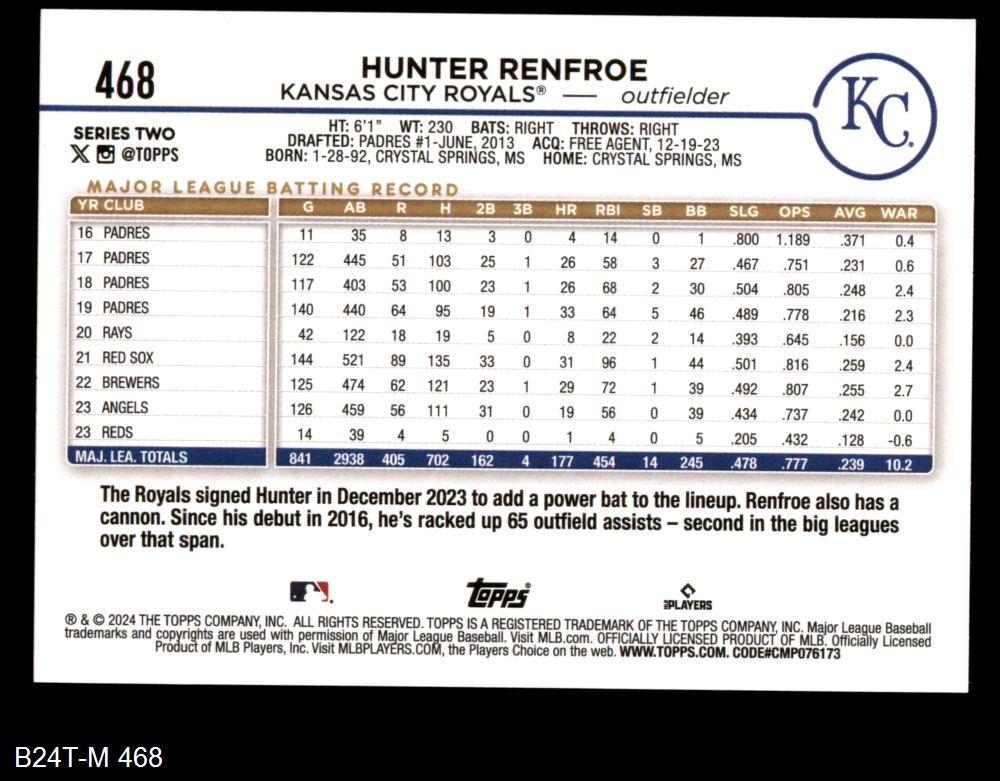 468
HUNTER RENFROE
KANSAS CITY ROYALS® — outfielder
KC.
SERIES TWO
X @TOPPS
HT: 6'1" WT: 230 BATS: RIGHT THROWS: RIGHT
DRAFTED: PADRES #1-JUNE, 2013 ACQ: FREE AGENT, 12-19-23
BORN: 1-28-92, CRYSTAL SPRINGS, MS HOME: CRYSTAL SPRINGS, MS
MAJOR LEAGUE BATTING RECORD
YR CLUB G AB R H 2B 3B HR RBI SB BB SLG OPS AVG WAR
16 PADRES 11 35 8 13 3 0 4 14 0 1 .800 1.189 .371 0.4
17 PADRES 122 445 51 103 25 1 26 58 3 27 .467 .751 .231 0.6
18 PADRES 117 403 53 100 23 1 26 68 2 30 .504 .805 .248 2.4
19 PADRES 140 440 64 95 19 1 33 64 5 46 .489 .778 .216 2.3
20 RAYS 42 122 18 19 5 0 8 22 2 14 .393 .645 .156 0.0
21 RED SOX 144 521 89 135 33 0 31 96 1 44 .501 .816 .259 2.4
22 BREWERS 125 474 62 121 23 1 29 72 1 39 .492 .807 .255 2.7
23 ANGELS 126 459 56 111 31 0 19 56 0 39 .434 .737 .242 0.0
23 REDS 14 39 4 5 0 0 1 4 0 5 .205 .432 .128 -0.6
MAJ. LEA. TOTALS 841 2938 405 702 162 4 177 454 14 245 .478 .777 .239 10.2
The Royals signed Hunter in December 2023 to add a power bat to the lineup. Renfroe also has a
cannon. Since his debut in 2016, he's racked up 65 outfield assists – second in the big leagues
over that span.
Topps®
MLB PLAYERS
® & © 2024 THE TOPPS COMPANY, INC. ALL RIGHTS RESERVED. TOPPS IS A REGISTERED TRADEMARK OF THE TOPPS COMPANY, INC. Major League Baseball
trademarks and copyrights are used with permission of Major League Baseball. Visit MLB.com. OFFICIALLY LICENSED PRODUCT OF MLB. Officially Licensed
Product of MLB Players, Inc. Visit MLBPLAYERS.COM, the Players Choice on the web. WWW.TOPPS.COM. CODE#CMP076173
B24T-M 468